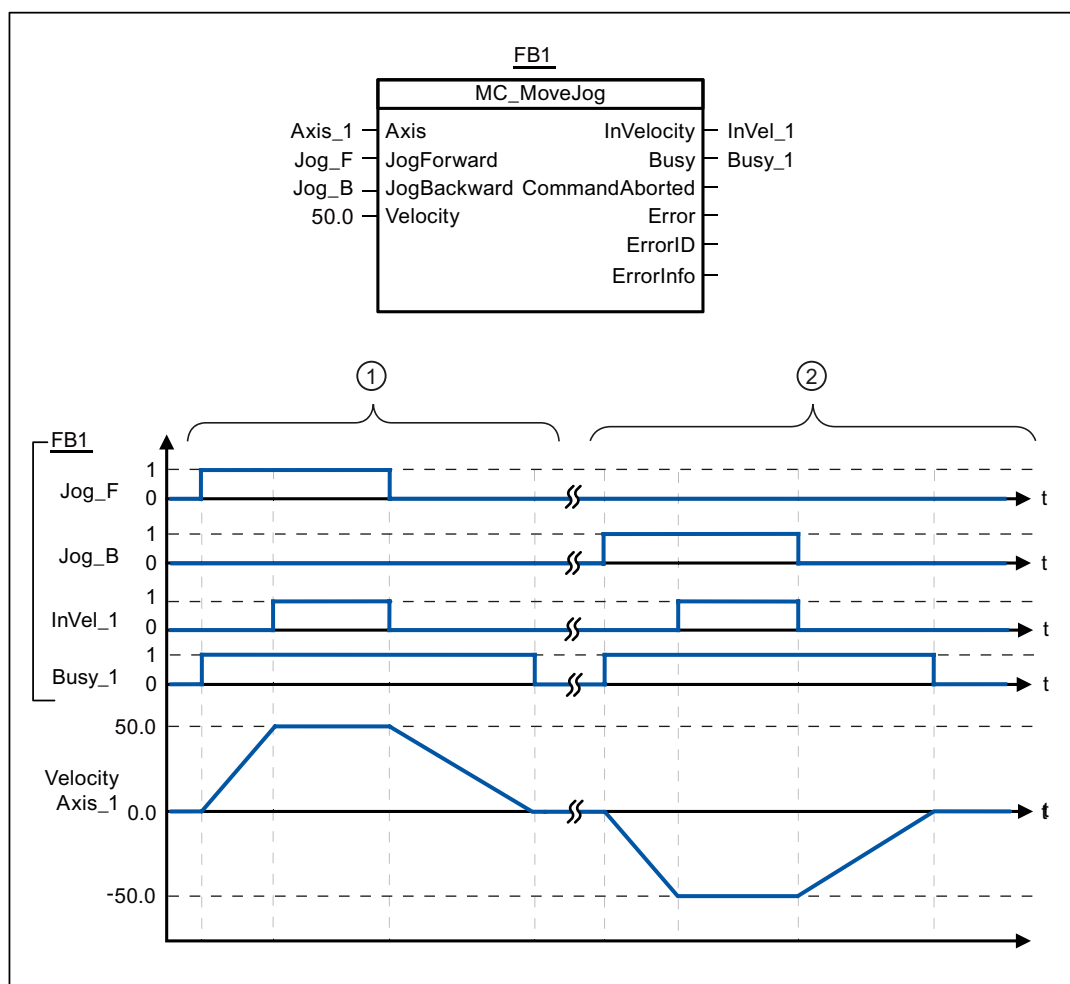 FB1
MC_MoveJog
Axis_1 Axis InVelocity InVel_1
Jog_F JogForward Busy Busy_1
Jog_B JogBackward CommandAborted
50.0 Velocity Error
ErrorID
ErrorInfo
1 2
FB1
1
Jog_F 0 t
1
Jog_B 0 t
1
InVel_1 0 t
1
Busy_1 0 t
50.0
Velocity
Axis_1 0.0 t
-50.0